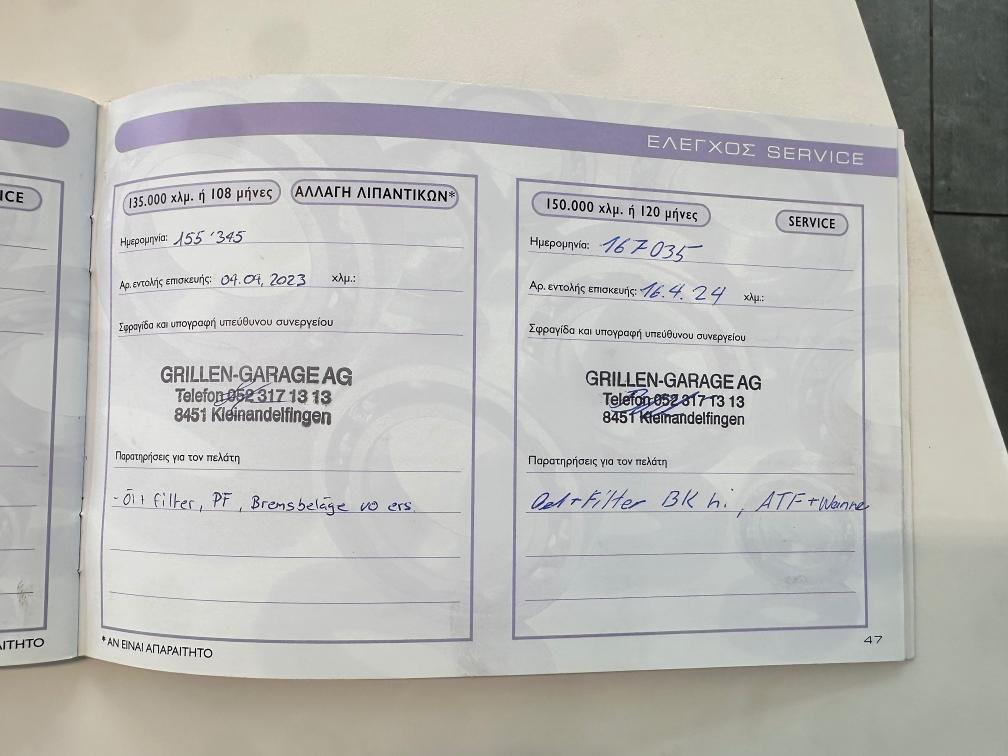 ΕΛΕΓΧΟΣ SERVICE
ICE
135.000 χλμ. ή 108 μήνες ΑΛΛΑΓΗ ΛΙΠΑΝΤΙΚΩΝ*
Ημερομηνία: 155'345
Αρ. εντολής επισκευής: 04.09.2023 χλμ.:
Σφραγίδα και υπογραφή υπεύθυνου συνεργείου
GRILLEN-GARAGE AG
Telefon 052 317 13 13
8451 Kleinandelfingen
Παρατηρήσεις για τον πελάτη
- Öl + filter, PF, Bremsbeläge vo ers.
* ΑΝ ΕΙΝΑΙ ΑΠΑΡΑΙΤΗΤΟ
150.000 χλμ. ή 120 μήνες SERVICE
Ημερομηνία: 167035
Αρ. εντολής επισκευής: 16.4.24 χλμ.:
Σφραγίδα και υπογραφή υπεύθυνου συνεργείου
GRILLEN-GARAGE AG
Telefon 052 317 13 13
8451 Kleinandelfingen
Παρατηρήσεις για τον πελάτη
Oel + Filter BK hi., ATF + Wanne
47
ΑΙΤΗΤΟ